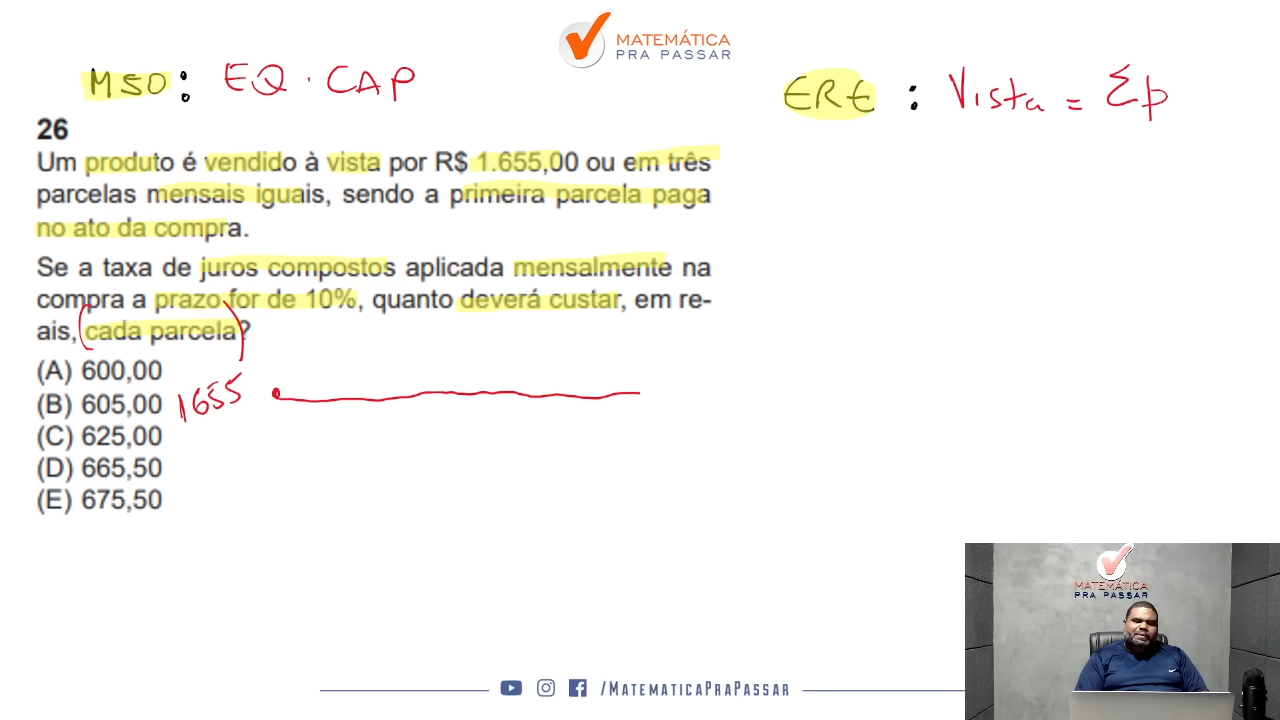 MATEMÁTICA
PRA PASSAR
MSO: EQ. CAP
ERE : Vista = Σp
26
Um produto é vendido à vista por R$ 1.655,00 ou em três
parcelas mensais iguais, sendo a primeira parcela paga
no ato da compra.
Se a taxa de juros compostos aplicada mensalmente na
compra a prazo for de 10%, quanto deverá custar, em re-
ais, cada parcela?
(A) 600,00
(B) 605,00
(C) 625,00
(D) 665,50
(E) 675,50
1655
MATEMÁTICA
PRA PASSAR
/MATEMATICAPRAPASSAR